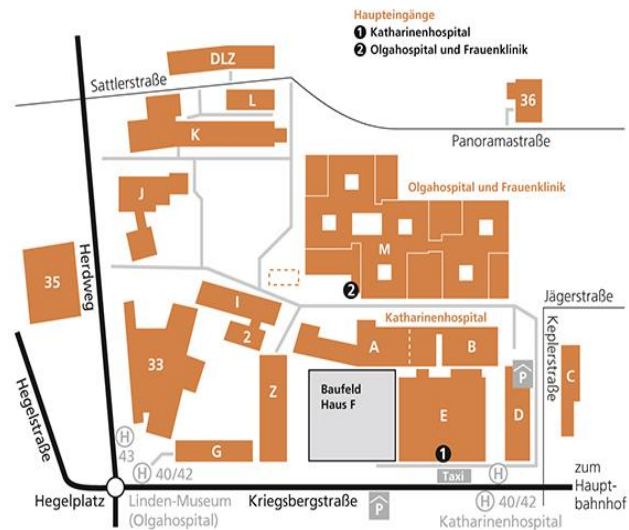 Haupteingänge
1 Katharinenhospital
2 Olgahospital und Frauenklinik
DLZ
Sattlerstraße
L
36
K
Panoramastraße
J
Olgahospital und Frauenklinik
M
35
Herdweg
2
I
Jägerstraße
Katharinenhospital
2
A
B
Keplerstraße
33
Z
P
C
Baufeld
Haus F
E
D
Hegelstraße
G
1
H
43
H 40/42
Taxi
H
zum
Haupt-
bahnhof
Hegelplatz
Linden-Museum
(Olgahospital)
Kriegsbergstraße
P
H 40/42
Katharinenhospital